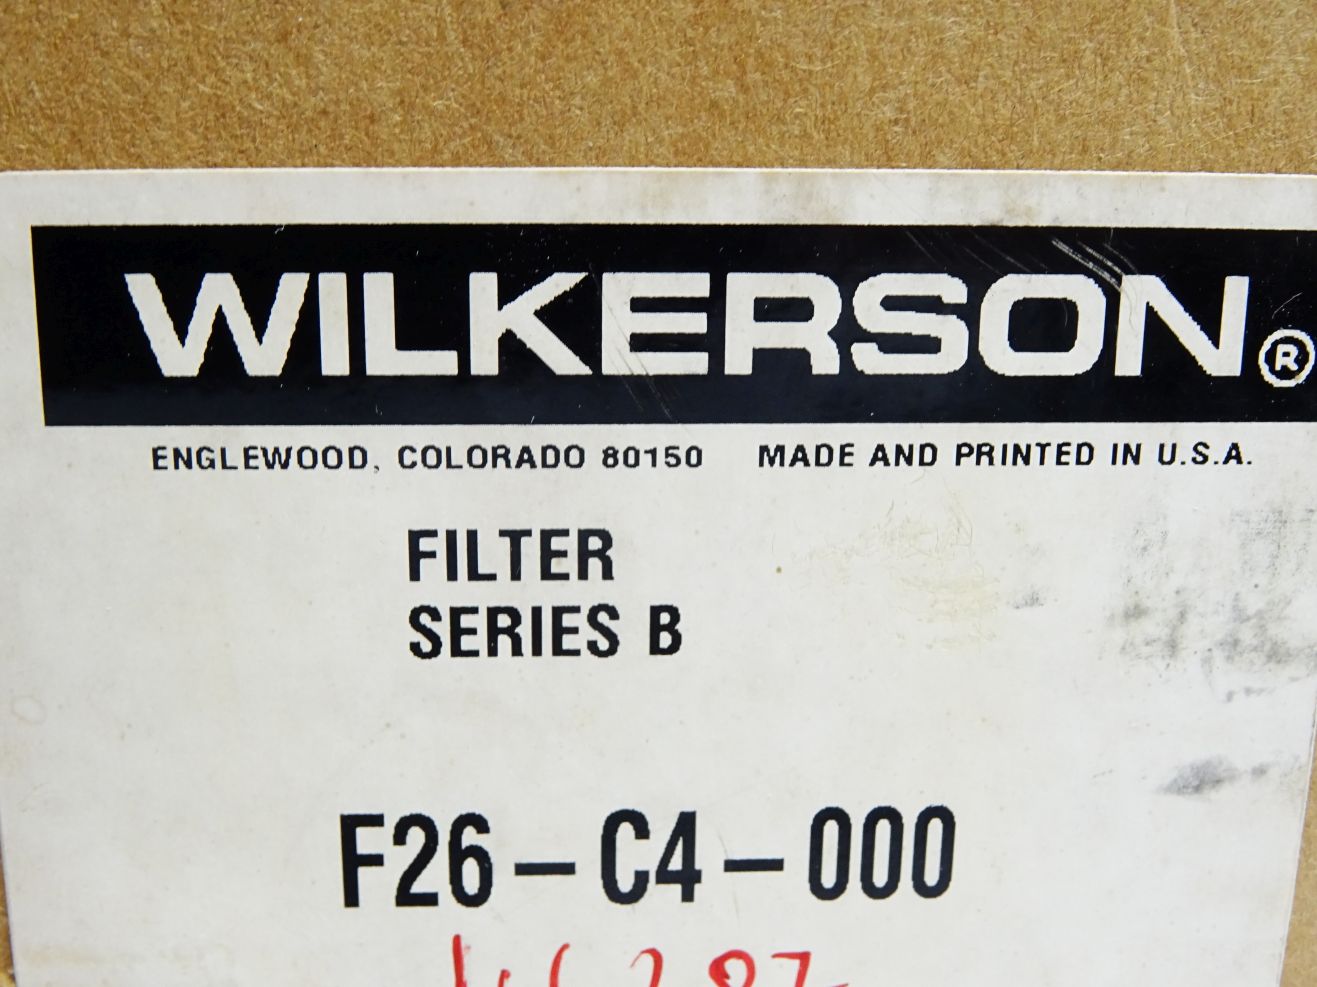 WILKERSON®
ENGLEWOOD, COLORADO 80150 MADE AND PRINTED IN U.S.A.
FILTER
SERIES B
F26-C4-000